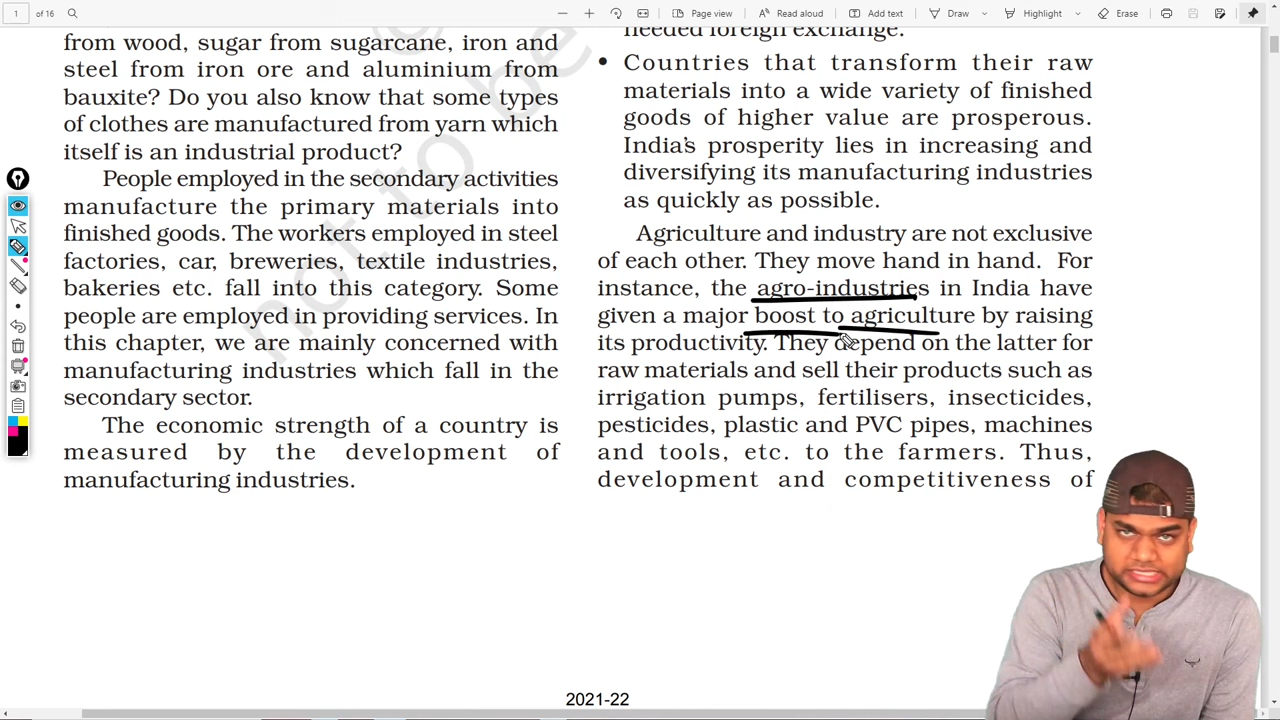 1 of 16 Page view Read aloud Add text Draw Highlight Erase
from wood, sugar from sugarcane, iron and
steel from iron ore and aluminium from
bauxite? Do you also know that some types
of clothes are manufactured from yarn which
itself is an industrial product?
People employed in the secondary activities
manufacture the primary materials into
finished goods. The workers employed in steel
factories, car, breweries, textile industries,
bakeries etc. fall into this category. Some
people are employed in providing services. In
this chapter, we are mainly concerned with
manufacturing industries which fall in the
secondary sector.
The economic strength of a country is
measured by the development of
manufacturing industries.
needed foreign exchange.
• Countries that transform their raw
materials into a wide variety of finished
goods of higher value are prosperous.
India's prosperity lies in increasing and
diversifying its manufacturing industries
as quickly as possible.
Agriculture and industry are not exclusive
of each other. They move hand in hand. For
instance, the agro-industries in India have
given a major boost to agriculture by raising
its productivity. They depend on the latter for
raw materials and sell their products such as
irrigation pumps, fertilisers, insecticides,
pesticides, plastic and PVC pipes, machines
and tools, etc. to the farmers. Thus,
development and competitiveness of
not to be
2021-22